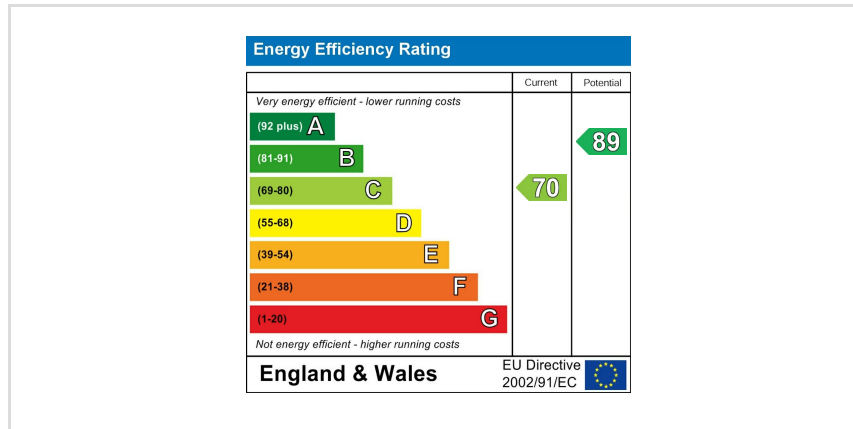 Energy Efficiency Rating
Current Potential
Very energy efficient - lower running costs
(92 plus) A
(81-91) B
89
(69-80) C
70
(55-68) D
(39-54) E
(21-38) F
(1-20) G
Not energy efficient - higher running costs
England & Wales
EU Directive
2002/91/EC